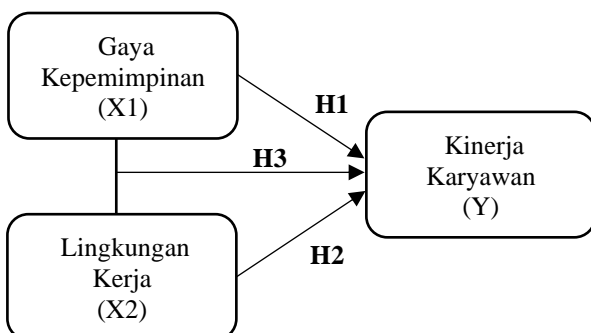 Gaya
Kepemimpinan
(X1)
H1
Kinerja
Karyawan
(Y)
H3
Lingkungan
Kerja
(X2)
H2